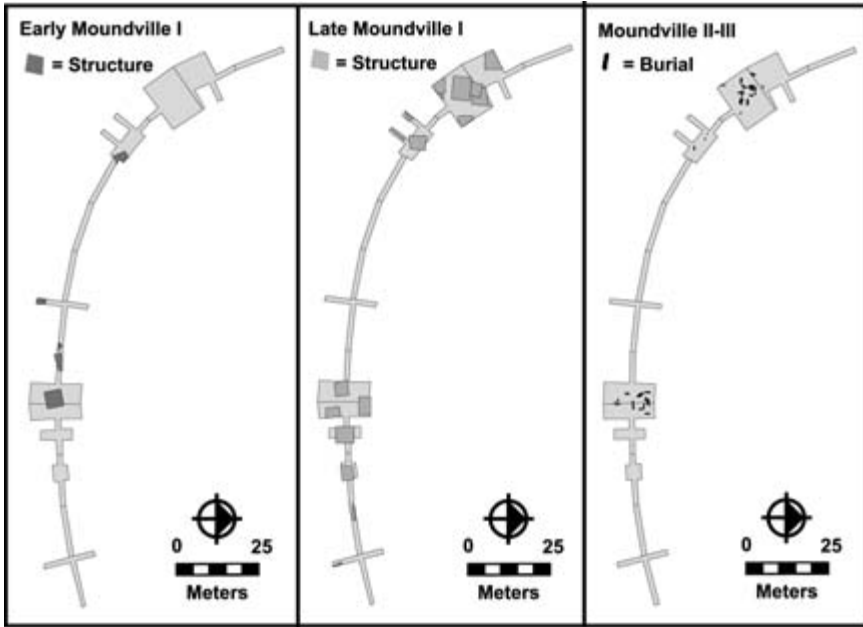 Early Moundville I
= Structure
0 25
Meters
Late Moundville I
= Structure
0 25
Meters
Moundville II-III
= Burial
0 25
Meters